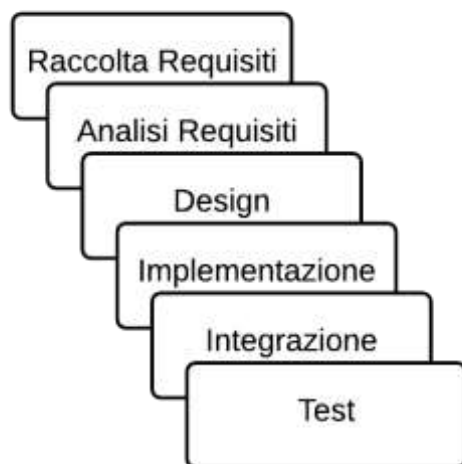 Raccolta Requisiti
Analisi Requisiti
Design
Implementazione
Integrazione
Test